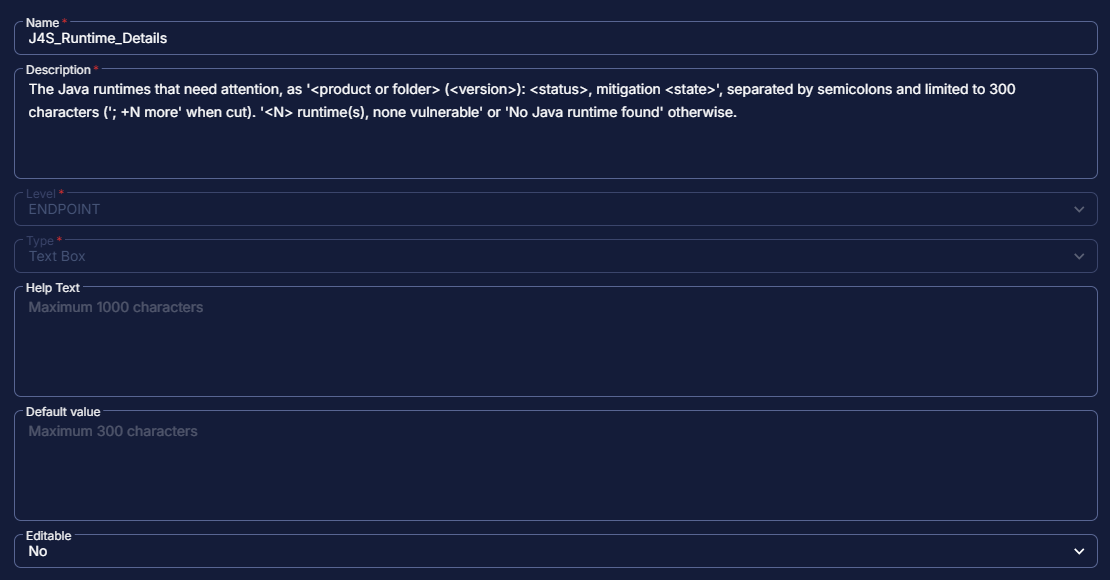 Name *
J4S_Runtime_Details
Description *
The Java runtimes that need attention, as '<product or folder> (<version>): <status>, mitigation <state>', separated by semicolons and limited to 300
characters ('; +N more' when cut). '<N> runtime(s), none vulnerable' or 'No Java runtime found' otherwise.
Level *
ENDPOINT
Type *
Text Box
Help Text
Maximum 1000 characters
Default value
Maximum 300 characters
Editable
No